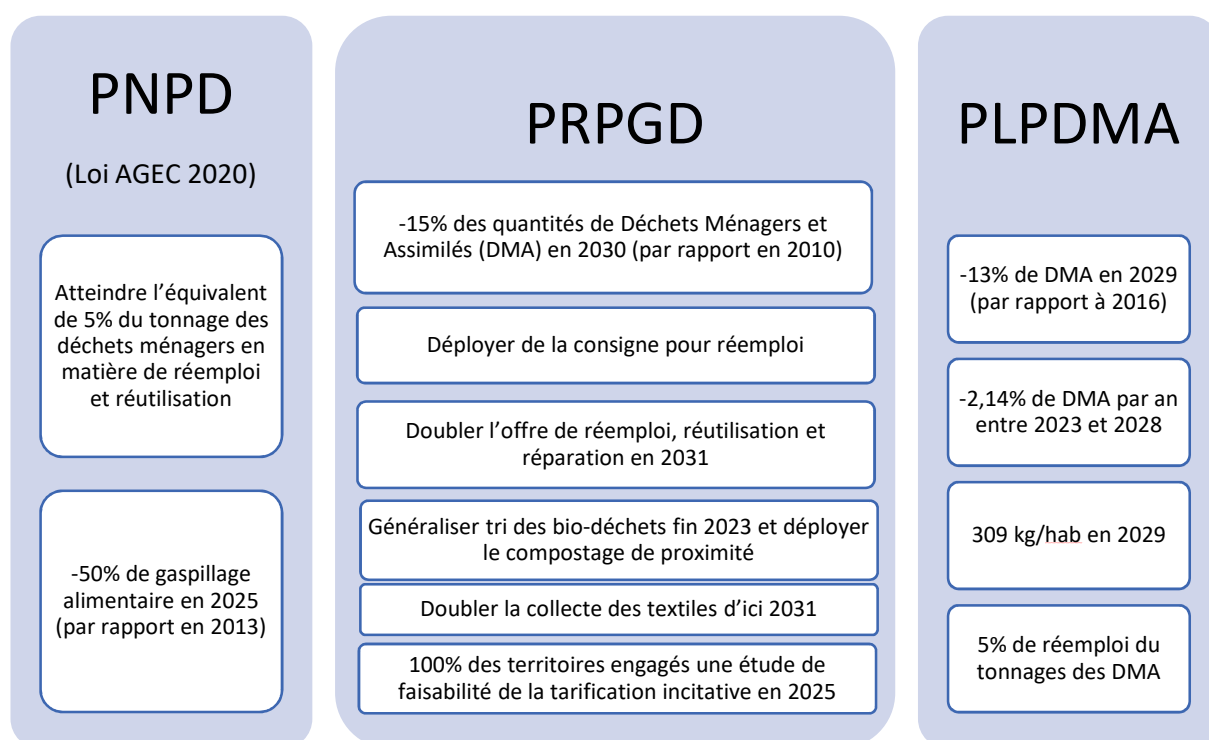 PNPD
(Loi AGEC 2020)
Atteindre l’équivalent
de 5% du tonnage des
déchets ménagers en
matière de réemploi
et réutilisation
-50% de gaspillage
alimentaire en 2025
(par rapport en 2013)
PRPGD
-15% des quantités de Déchets Ménagers et
Assimilés (DMA) en 2030 (par rapport en 2010)
Déployer de la consigne pour réemploi
Doubler l’offre de réemploi, réutilisation et
réparation en 2031
Généraliser tri des bio-déchets fin 2023 et déployer
le compostage de proximité
Doubler la collecte des textiles d’ici 2031
100% des territoires engagés une étude de
faisabilité de la tarification incitative en 2025
PLPDMA
-13% de DMA en 2029
(par rapport à 2016)
-2,14% de DMA par an
entre 2023 et 2028
309 kg/hab en 2029
5% de réemploi du
tonnages des DMA